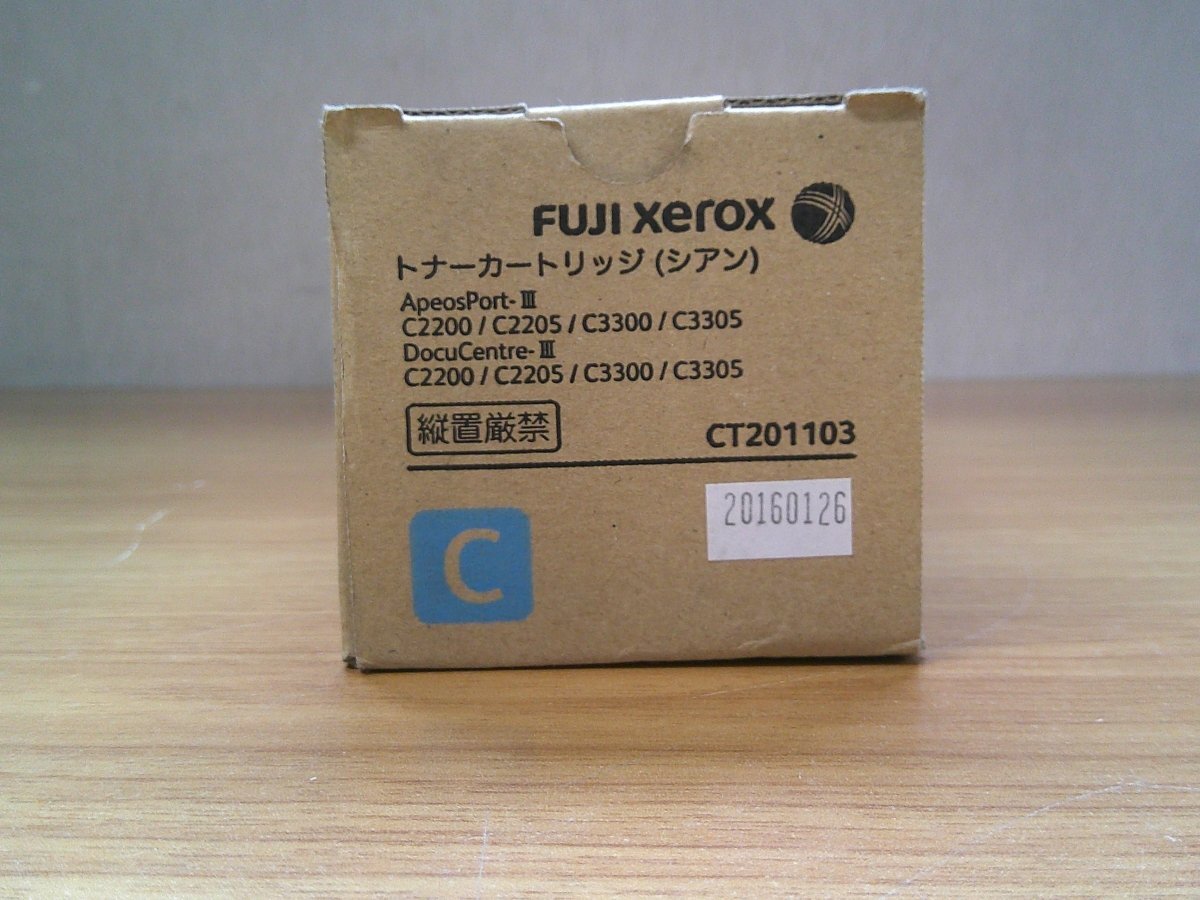 FUJI xerox
トナーカートリッジ (シアン)
ApeosPort-Ⅲ
C2200 / C2205 / C3300 / C3305
DocuCentre-Ⅲ
C2200 / C2205 / C3300 / C3305
縦置厳禁
CT201103
20160126
C